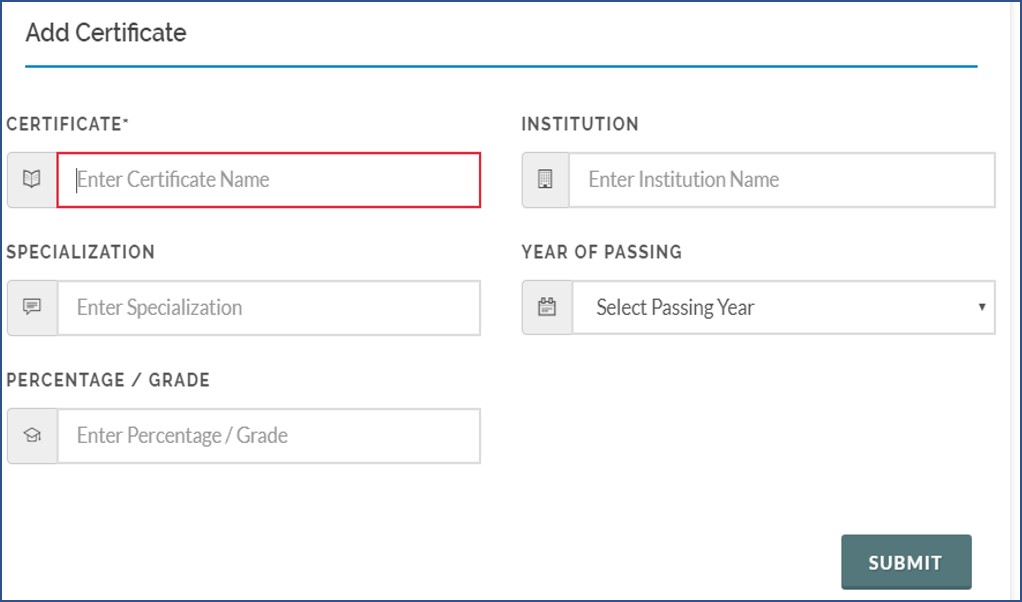 Add Certificate
CERTIFICATE*
INSTITUTION
Enter Certificate Name
Enter Institution Name
SPECIALIZATION
YEAR OF PASSING
Enter Specialization
Select Passing Year
PERCENTAGE / GRADE
Enter Percentage / Grade
SUBMIT